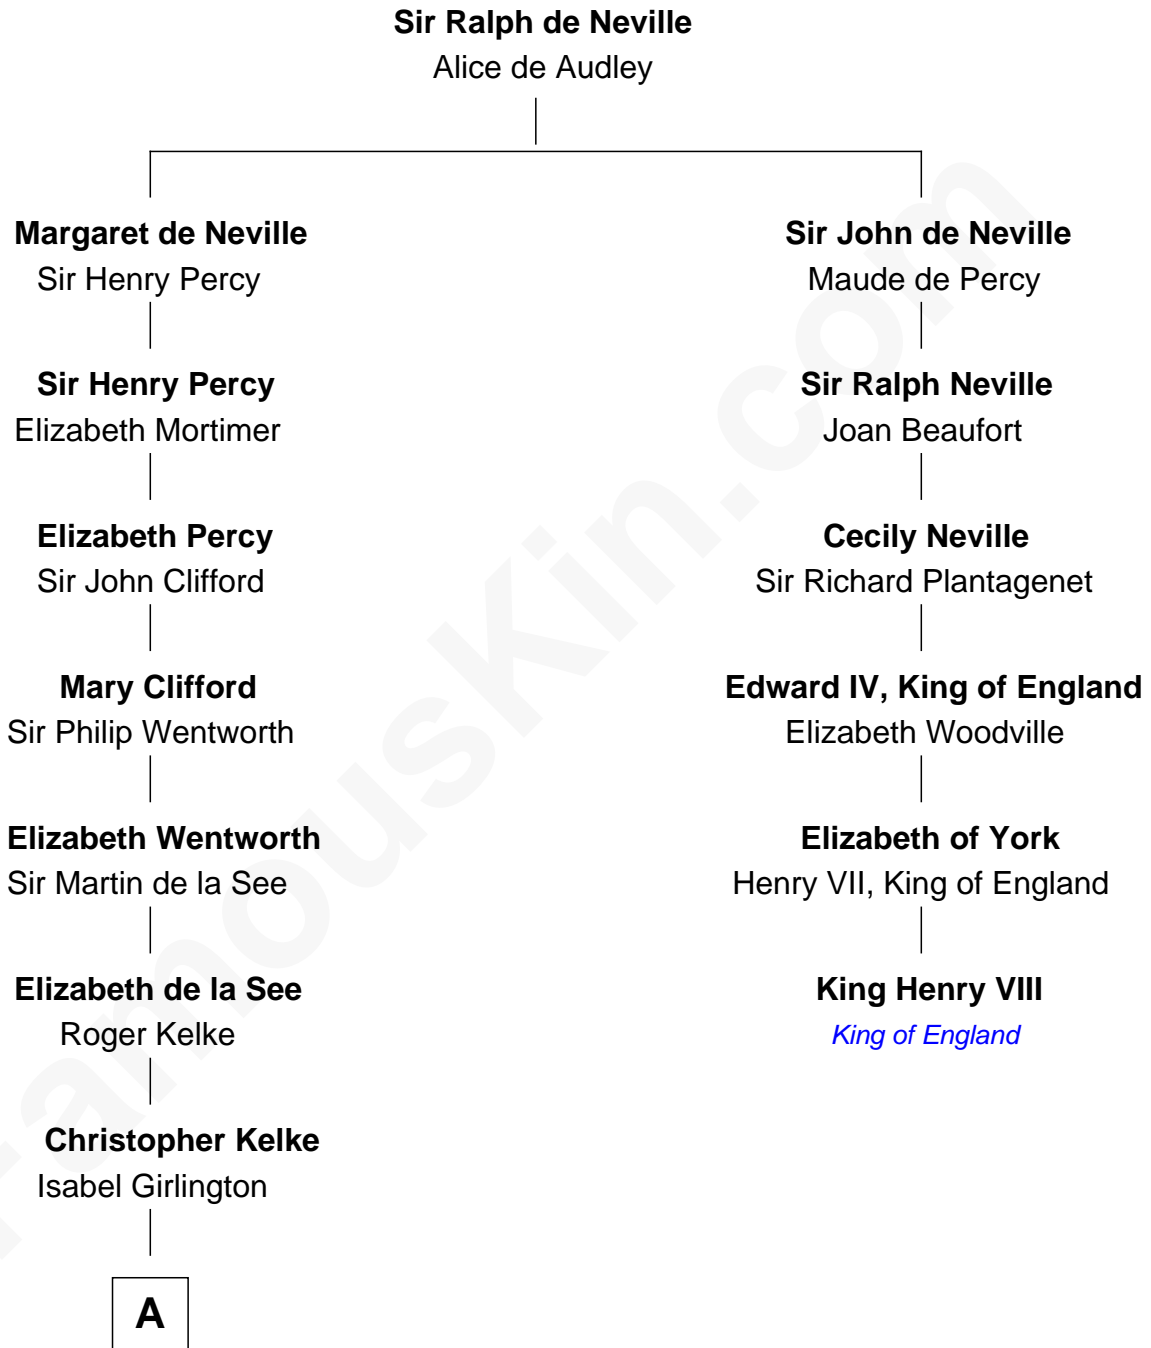 Sir Ralph de Neville
Alice de Audley
Margaret de Neville
Sir Henry Percy
Sir John de Neville
Maude de Percy
Sir Henry Percy
Elizabeth Mortimer
Sir Ralph Neville
Joan Beaufort
Elizabeth Percy
Sir John Clifford
Cecily Neville
Sir Richard Plantagenet
Mary Clifford
Sir Philip Wentworth
Edward IV, King of England
Elizabeth Woodville
Elizabeth Wentworth
Sir Martin de la See
Elizabeth of York
Henry VII, King of England
Elizabeth de la See
Roger Kelke
King Henry VIII
King of England
Christopher Kelke
Isabel Girlington
A
FamousKin.com